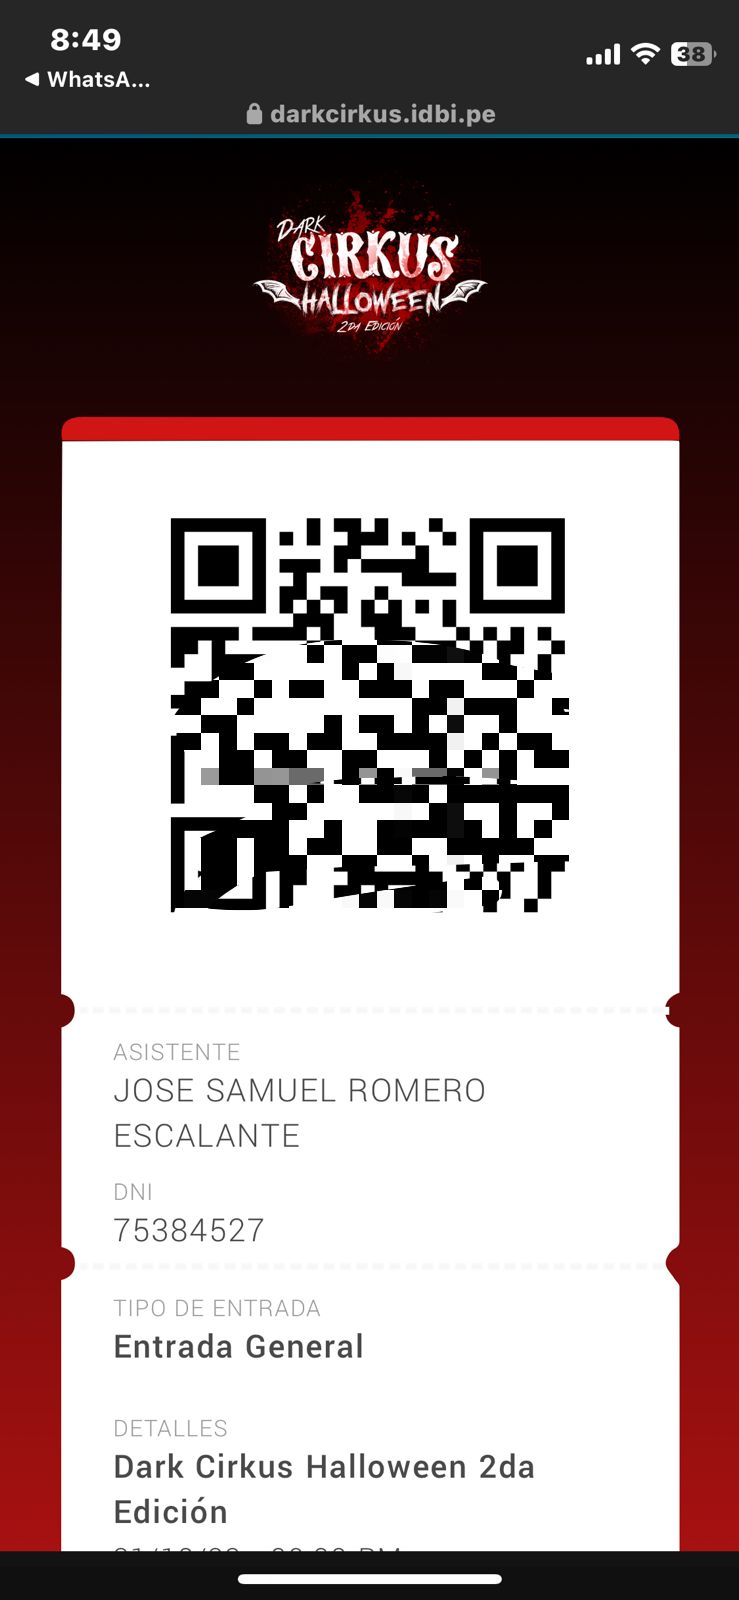 8:49
38
◀ WhatsA...
darkcirkus.idbi.pe
DARK
CIRKUS
HALLOWEEN
2DA EDICIÓN
ASISTENTE
JOSE SAMUEL ROMERO
ESCALANTE
DNI
75384527
TIPO DE ENTRADA
Entrada General
DETALLES
Dark Cirkus Halloween 2da
Edición